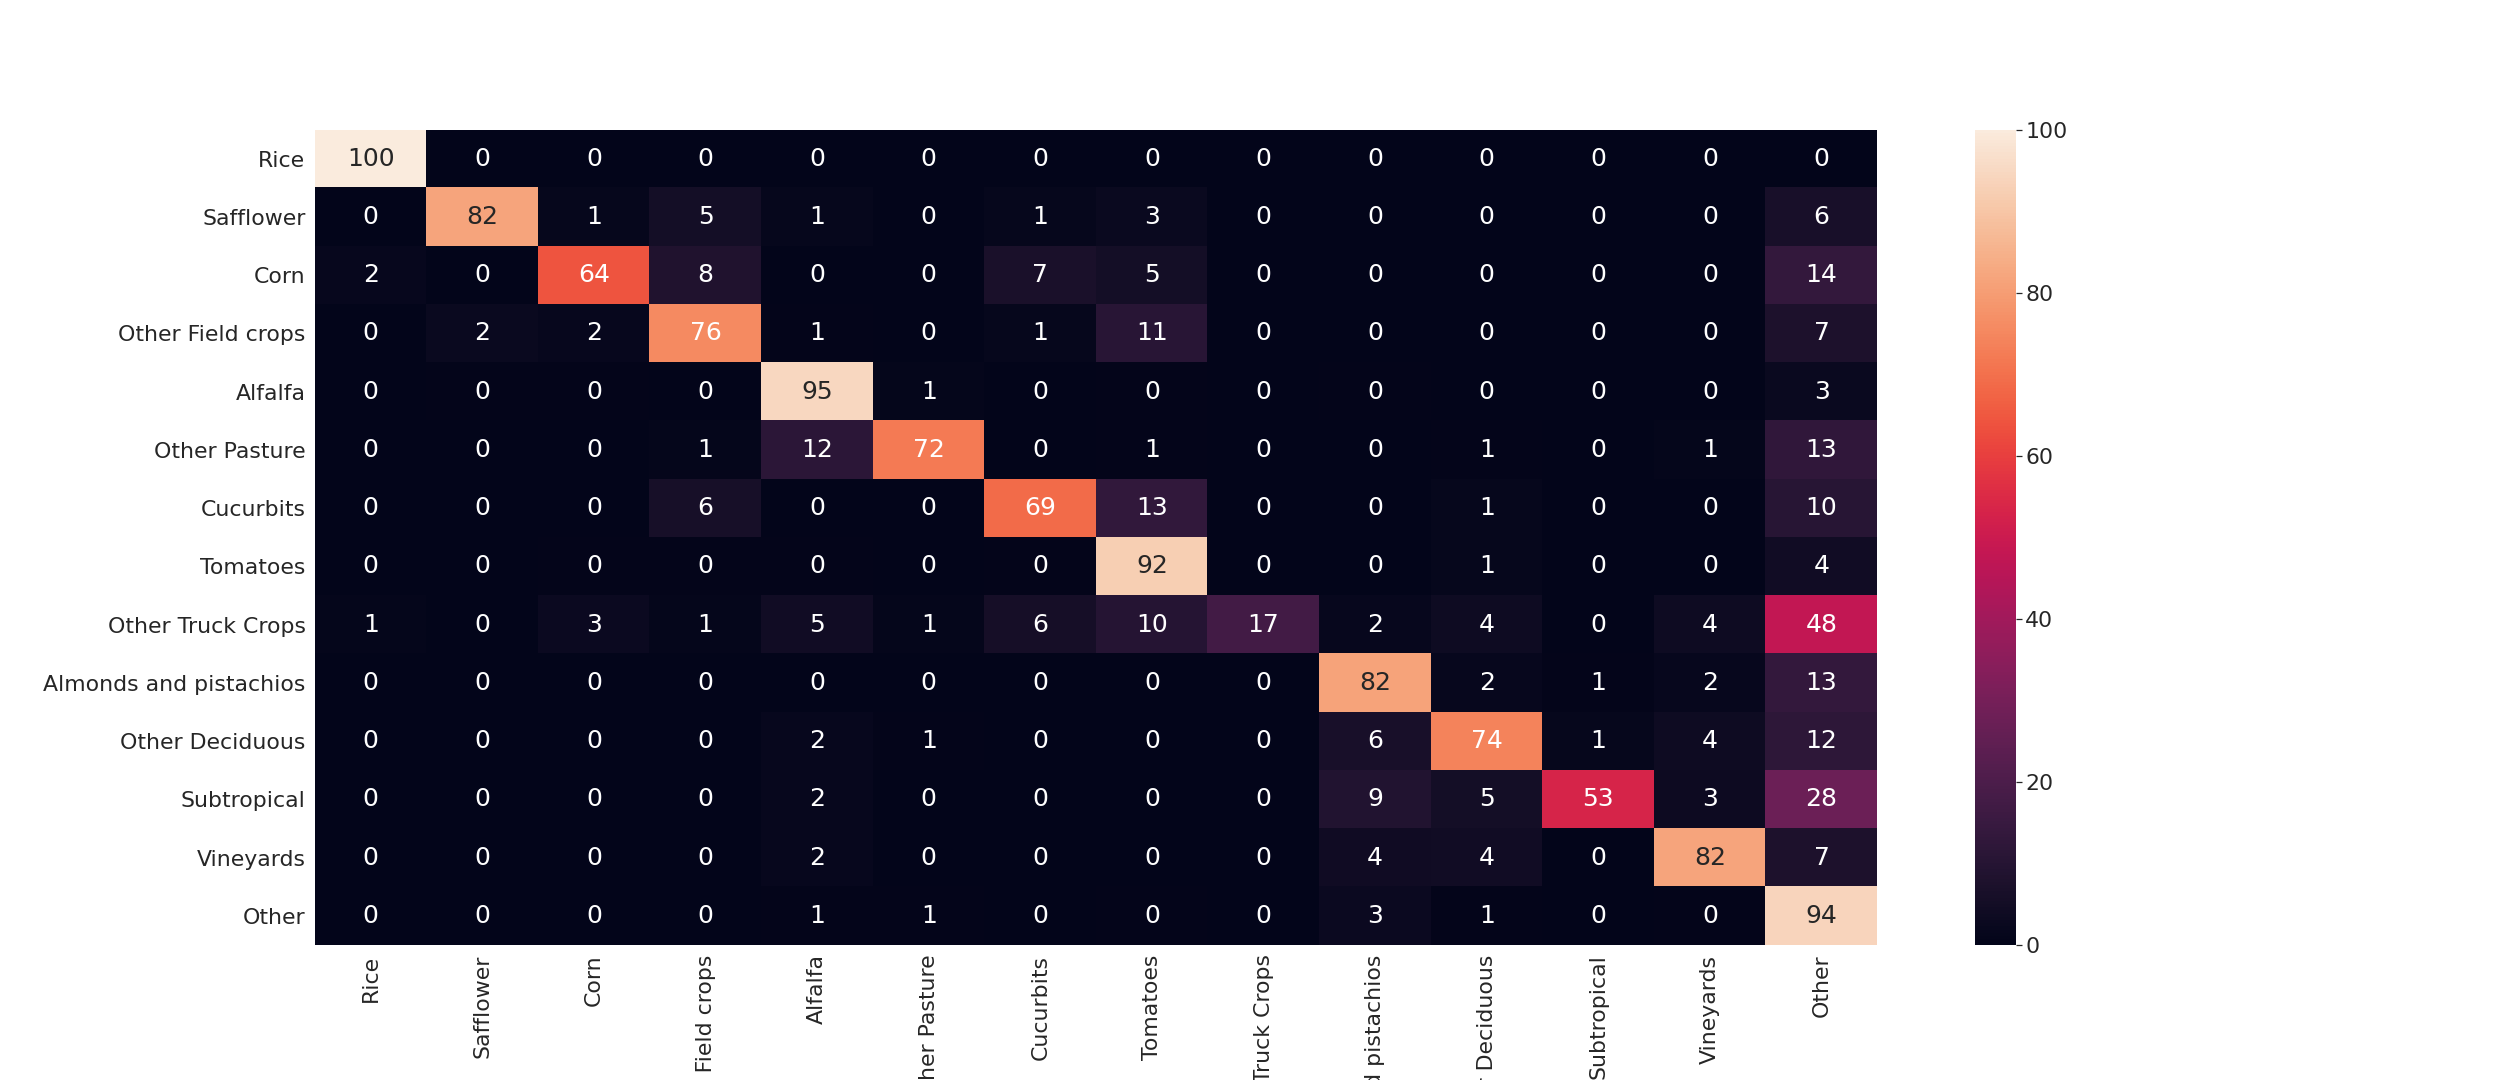 Rice 100 0 0 0 0 0 0 0 0 0 0 0 0 0
Safflower 0 82 1 5 1 0 1 3 0 0 0 0 0 6
Corn 2 0 64 8 0 0 7 5 0 0 0 0 0 14
Other Field crops 0 2 2 76 1 0 1 11 0 0 0 0 0 7
Alfalfa 0 0 0 0 95 1 0 0 0 0 0 0 0 3
Other Pasture 0 0 0 1 12 72 0 1 0 0 1 0 1 13
Cucurbits 0 0 0 6 0 0 69 13 0 0 1 0 0 10
Tomatoes 0 0 0 0 0 0 0 92 0 0 1 0 0 4
Other Truck Crops 1 0 3 1 5 1 6 10 17 2 4 0 4 48
Almonds and pistachios 0 0 0 0 0 0 0 0 0 82 2 1 2 13
Other Deciduous 0 0 0 0 2 1 0 0 0 6 74 1 4 12
Subtropical 0 0 0 0 2 0 0 0 0 9 5 53 3 28
Vineyards 0 0 0 0 2 0 0 0 0 4 4 0 82 7
Other 0 0 0 0 1 1 0 0 0 3 1 0 0 94
Rice
Safflower
Corn
Field crops
Alfalfa
her Pasture
Cucurbits
Tomatoes
Truck Crops
pistachios
Deciduous
Subtropical
Vineyards
Other
100
80
60
40
20
0